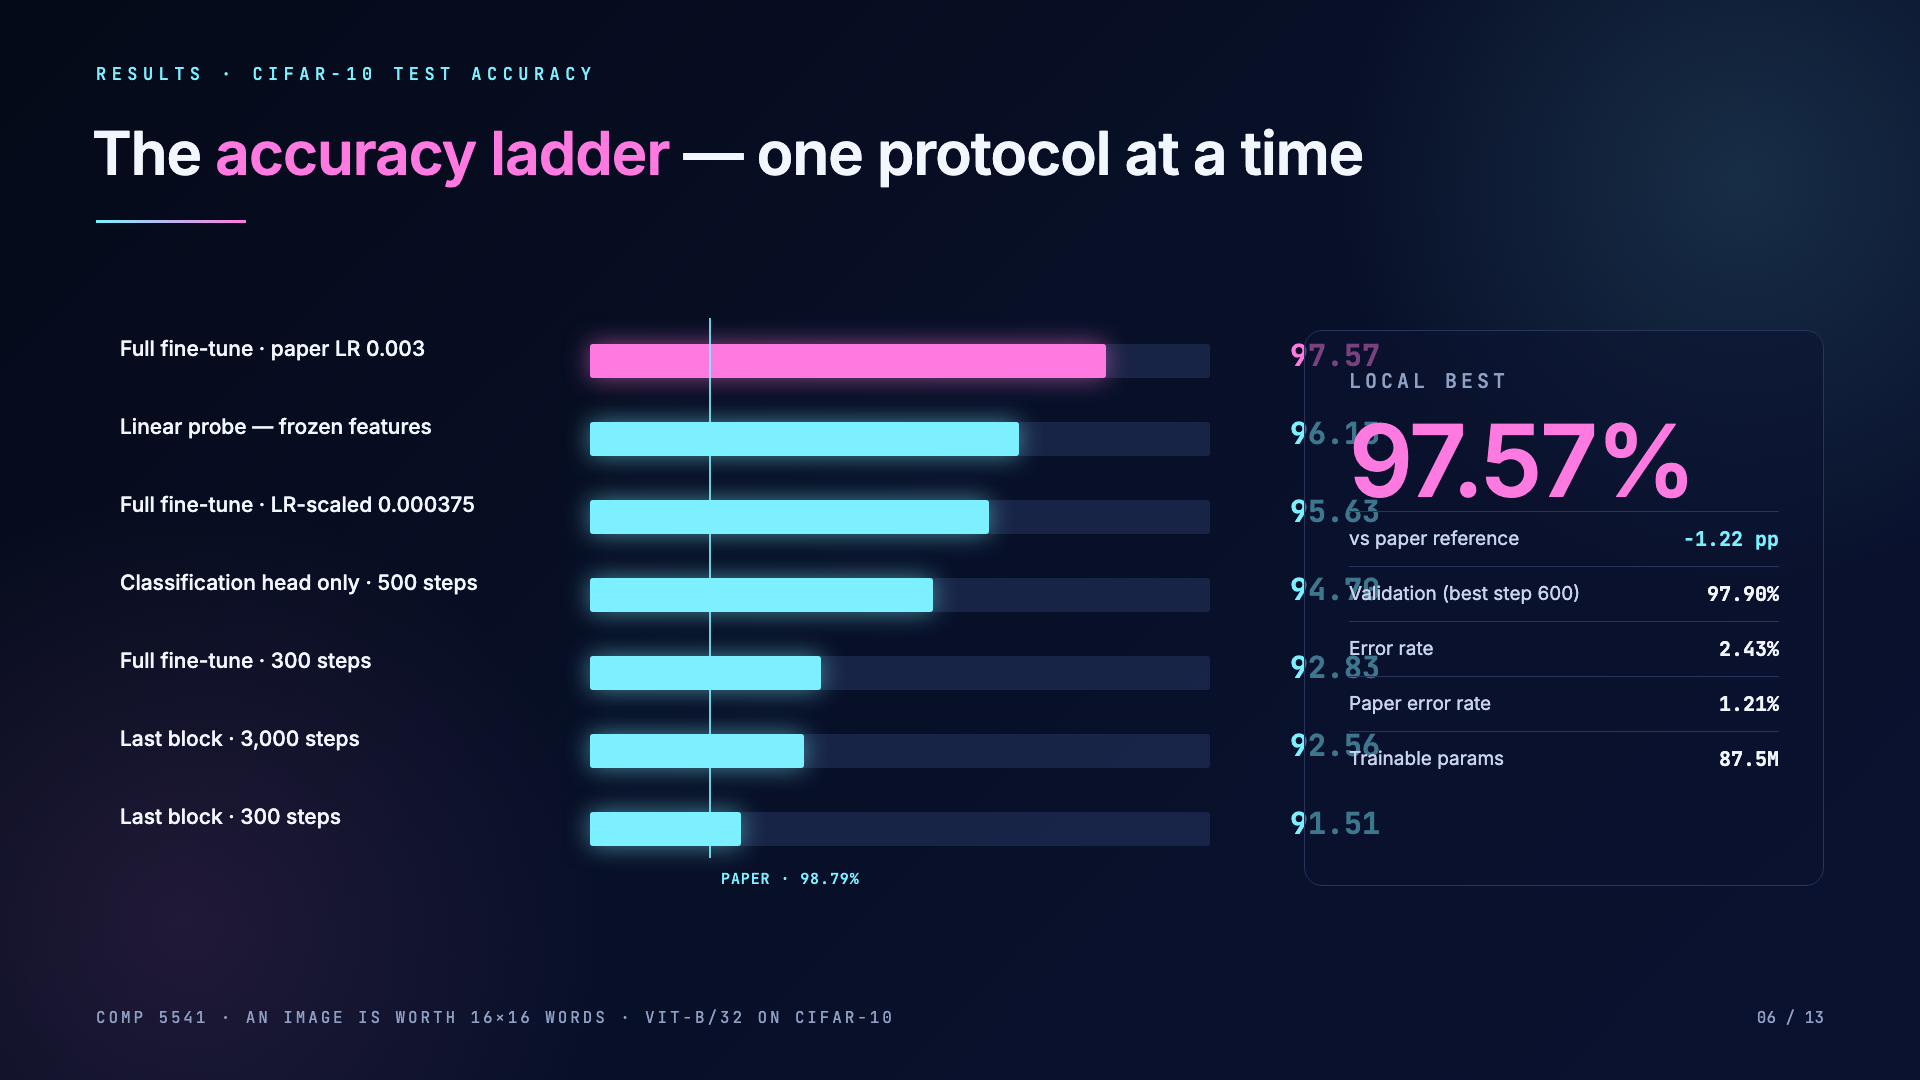 RESULTS · CIFAR-10 TEST ACCURACY
The accuracy ladder — one protocol at a time
Full fine-tune · paper LR 0.003
97.57
Linear probe — frozen features
Full fine-tune · LR-scaled 0.000375
95.63
Classification head only · 500 steps
Full fine-tune · 300 steps
92.83
Last block · 3,000 steps
92.56
Last block · 300 steps
91.51
PAPER · 98.79%
LOCAL BEST
97.57%
vs paper reference -1.22 pp
Validation (best step 600) 97.90%
Error rate 2.43%
Paper error rate 1.21%
Trainable params 87.5M
COMP 5541 · AN IMAGE IS WORTH 16×16 WORDS · VIT-B/32 ON CIFAR-10
06 / 13